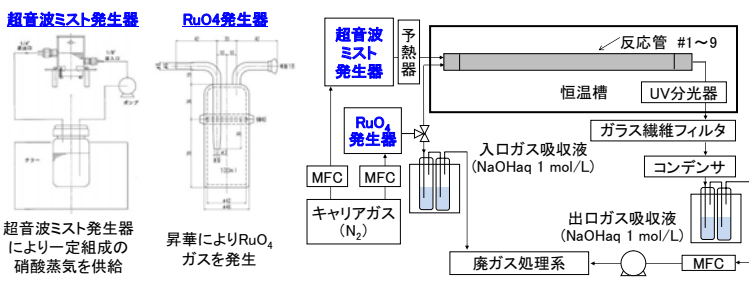 超音波ミスト発生器
RuO4発生器
ポンプ
クラー
超音波ミスト発生器
により一定組成の
硝酸蒸気を供給
100ml
昇華によりRuO4
ガスを発生
超音波
ミスト
発生器
予
熱
器
反応管 #1～9
恒温槽
UV分光器
RuO4
発生器
ガラス繊維フィルタ
入口ガス吸収液
(NaOHaq 1 mol/L)
コンデンサ
MFC
MFC
キャリアガス
(N2)
出口ガス吸収液
(NaOHaq 1 mol/L)
廃ガス処理系
MFC